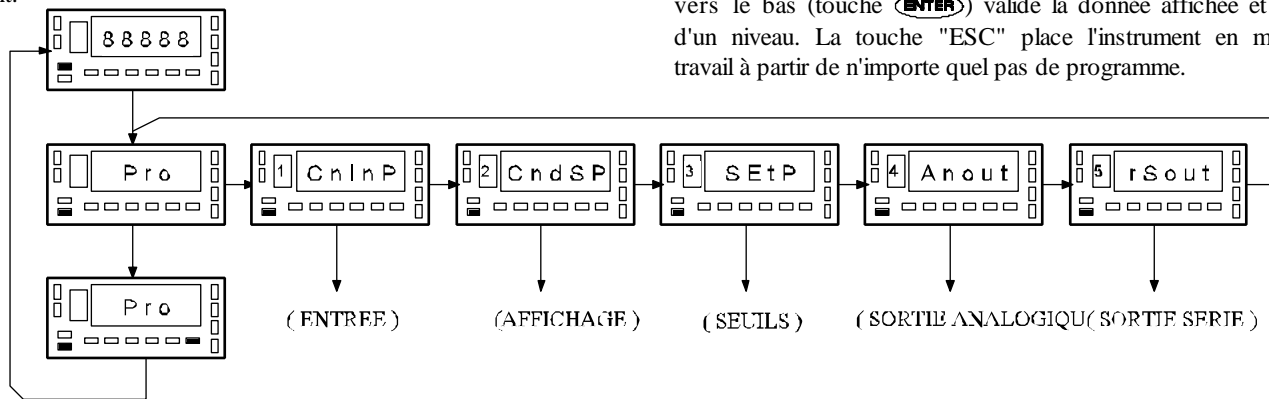 vers le bas (touche ENTER) valide la donnée affichée et
d'un niveau. La touche "ESC" place l'instrument en m
travail à partir de n'importe quel pas de programme.
88888
Pro 1 CnInP 2 CndSP 3 SEtP 4 Anout 5 rSout
Pro
( ENTREE ) (AFFICHAGE ) ( SEUILS ) ( SORTIE ANALOGIQU( SORTIE SERIE )